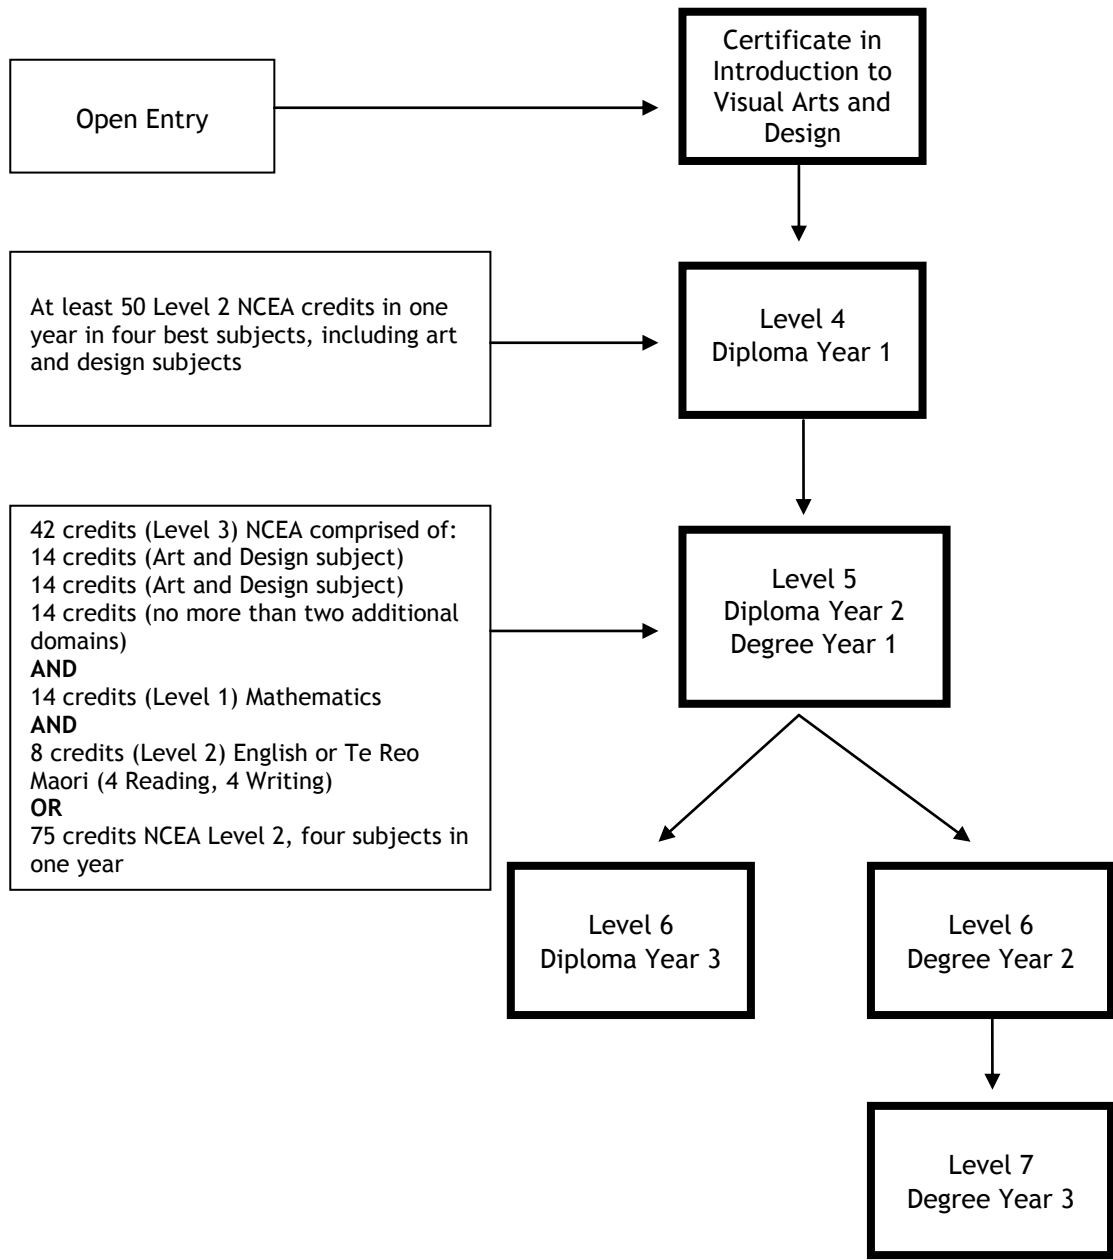 Open Entry
Certificate in
Introduction to
Visual Arts and
Design
At least 50 Level 2 NCEA credits in one
year in four best subjects, including art
and design subjects
Level 4
Diploma Year 1
42 credits (Level 3) NCEA comprised of:
14 credits (Art and Design subject)
14 credits (Art and Design subject)
14 credits (no more than two additional
domains)
AND
14 credits (Level 1) Mathematics
AND
8 credits (Level 2) English or Te Reo
Maori (4 Reading, 4 Writing)
OR
75 credits NCEA Level 2, four subjects in
one year
Level 5
Diploma Year 2
Degree Year 1
Level 6
Diploma Year 3
Level 6
Degree Year 2
Level 7
Degree Year 3